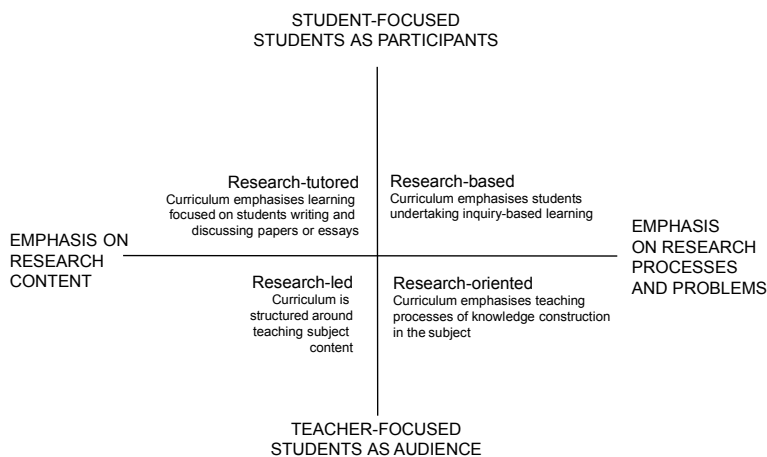 STUDENT-FOCUSED
STUDENTS AS PARTICIPANTS
Research-tutored
Curriculum emphasises learning
focused on students writing and
discussing papers or essays
Research-based
Curriculum emphasises students
undertaking inquiry-based learning
EMPHASIS ON
RESEARCH
CONTENT
EMPHASIS
ON RESEARCH
PROCESSES
AND PROBLEMS
Research-led
Curriculum is
structured around
teaching subject
content
Research-oriented
Curriculum emphasises teaching
processes of knowledge construction
in the subject
TEACHER-FOCUSED
STUDENTS AS AUDIENCE